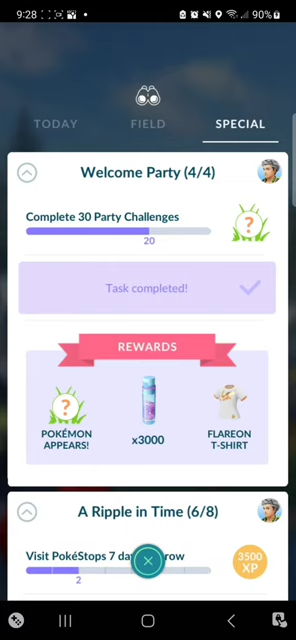 9:28
90%
TODAY
FIELD
SPECIAL
Welcome Party (4/4)
Complete 30 Party Challenges
?
20
Task completed!
REWARDS
?
POKÉMON
APPEARS!
x3000
FLAREON
T-SHIRT
A Ripple in Time (6/8)
Visit PokéStops 7 da
row
2
3500
XP